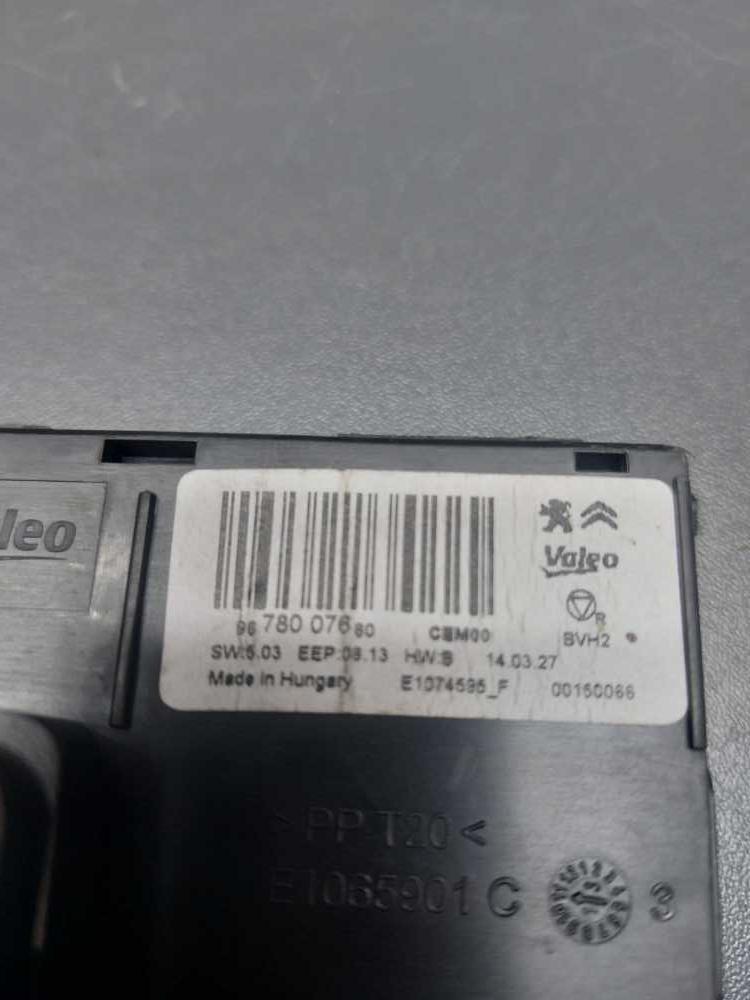 leo
Valeo
R
BVH2
96 780 076 80 CEM00
SW:5.03 EEP:08.13 HW:B 14.03.27
Made in Hungary E1074595_F 00150066
>PP-T20<
E1065901 C 3